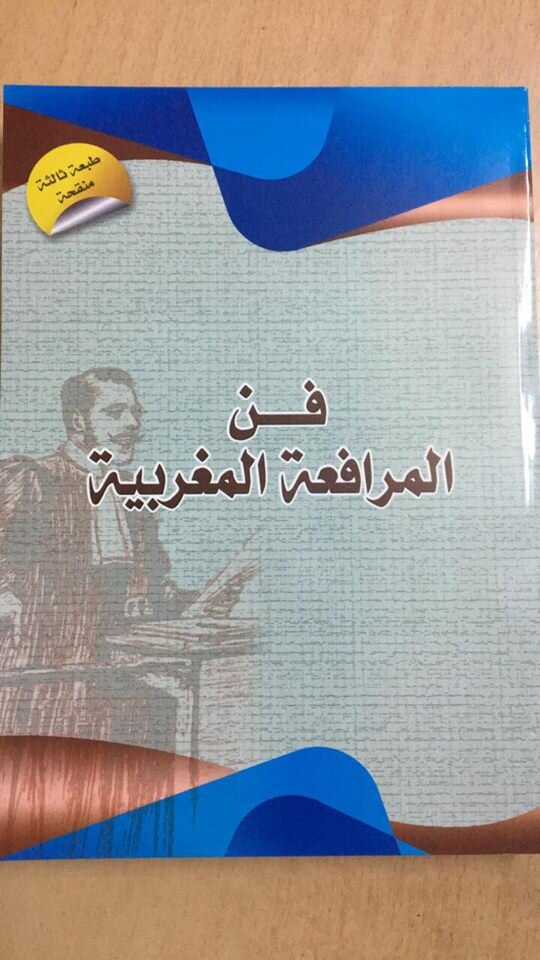 طبعة ثالثة
منقحة
فن
المرافعة المغربية